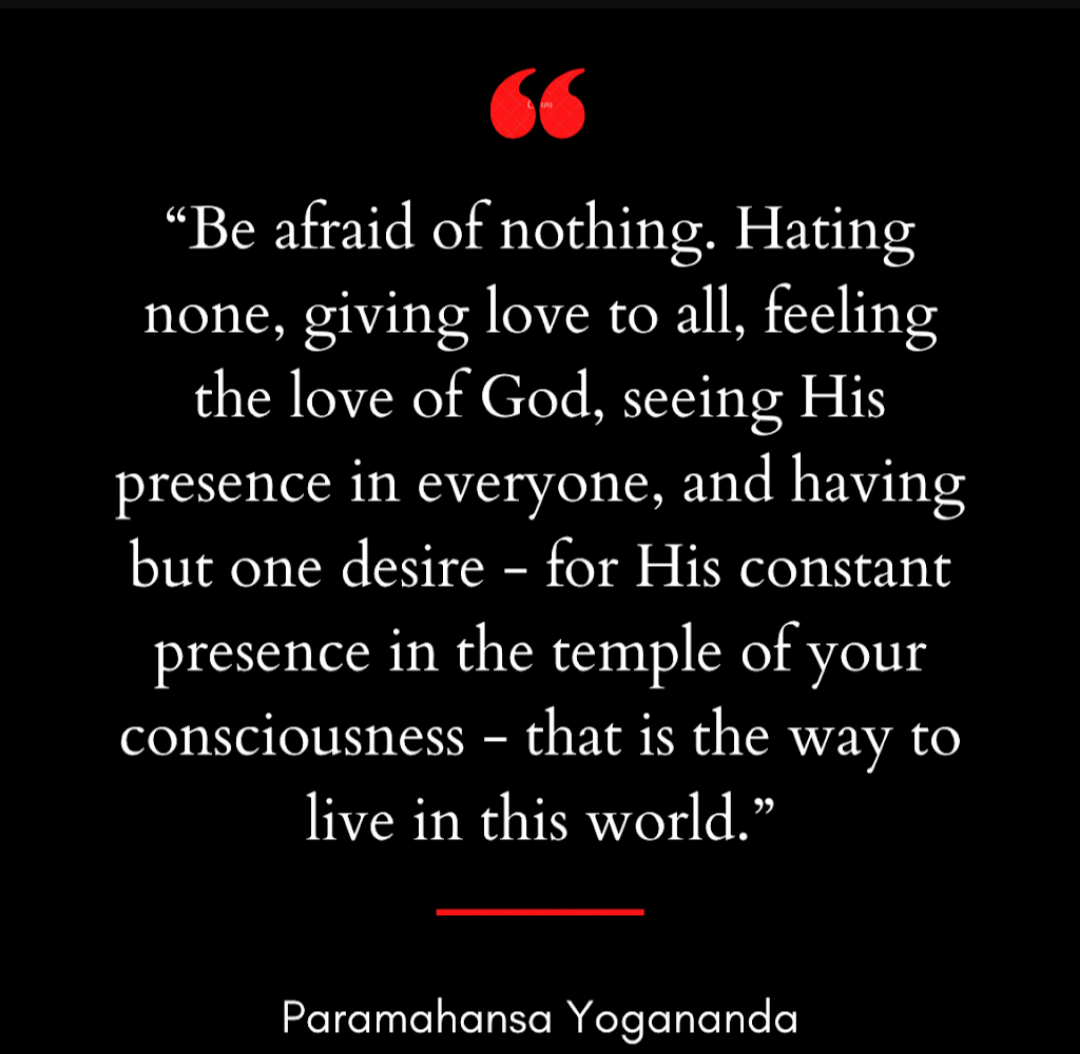 “Be afraid of nothing. Hating
none, giving love to all, feeling
the love of God, seeing His
presence in everyone, and having
but one desire – for His constant
presence in the temple of your
consciousness – that is the way to
live in this world.”
Paramahansa Yogananda